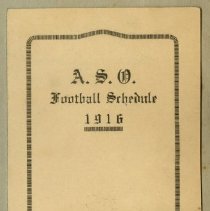 A. S. O.
Football Schedule
1916